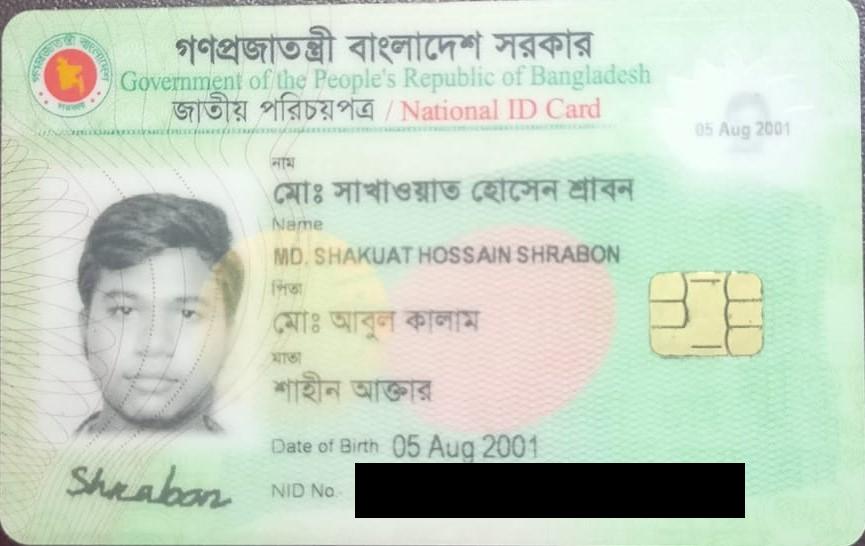 গণপ্রজাতন্ত্রী বাংলাদেশ সরকার
Government of the People's Republic of Bangladesh
জাতীয় পরিচয়পত্র / National ID Card
05 Aug 2001
নাম
মোঃ সাখাওয়াত হোসেন শ্রাবন
Name
MD. SHAKUAT HOSSAIN SHRABON
পিতা
মোঃ আবুল কালাম
মাতা
শাহীন আক্তার
Date of Birth 05 Aug 2001
Shraban
NID No.